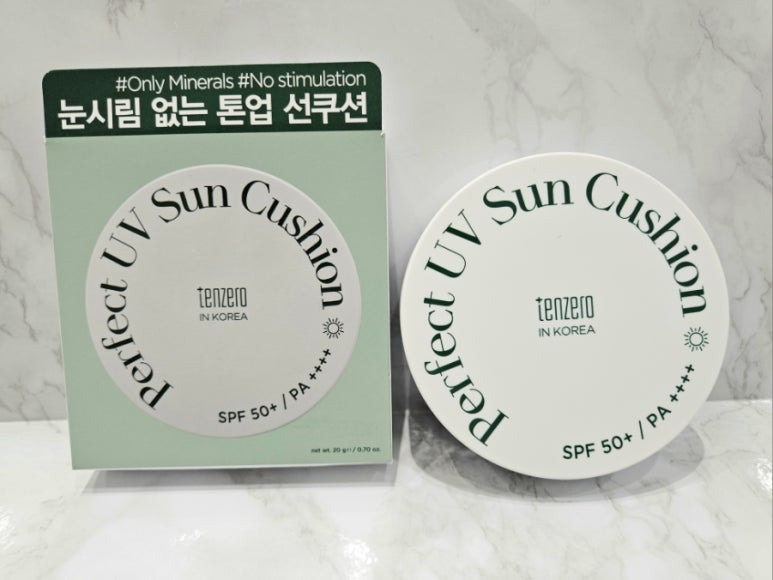 #Only Minerals #No stimulation
눈시림 없는 톤업 선쿠션
Perfect UV Sun Cushion
tenzero
IN KOREA
SPF 50+ / PA ++++
net wt. 20 g℮ / 0.70 oz.
Perfect UV Sun Cushion
tenzero
IN KOREA
SPF 50+ / PA ++++